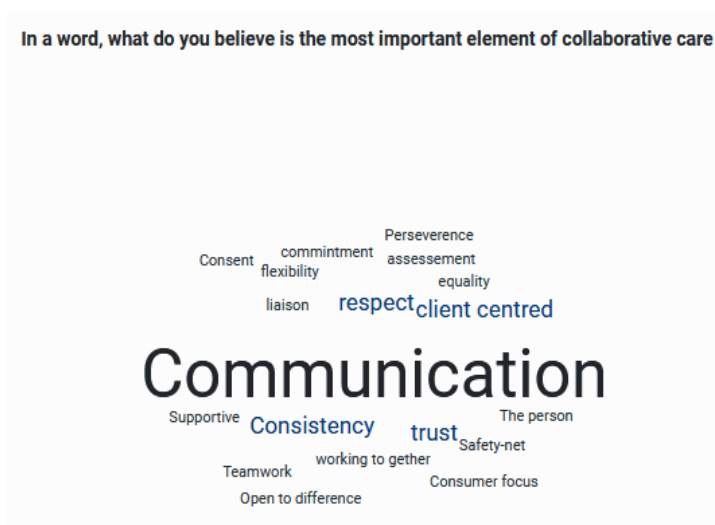 In a word, what do you believe is the most important element of collaborative care
Perseverence
commintment
Consent
assessement
flexibility
equality
liaison
respect
client centred
Communication
Supportive
The person
Consistency
trust
Safety-net
working to gether
Teamwork
Consumer focus
Open to difference